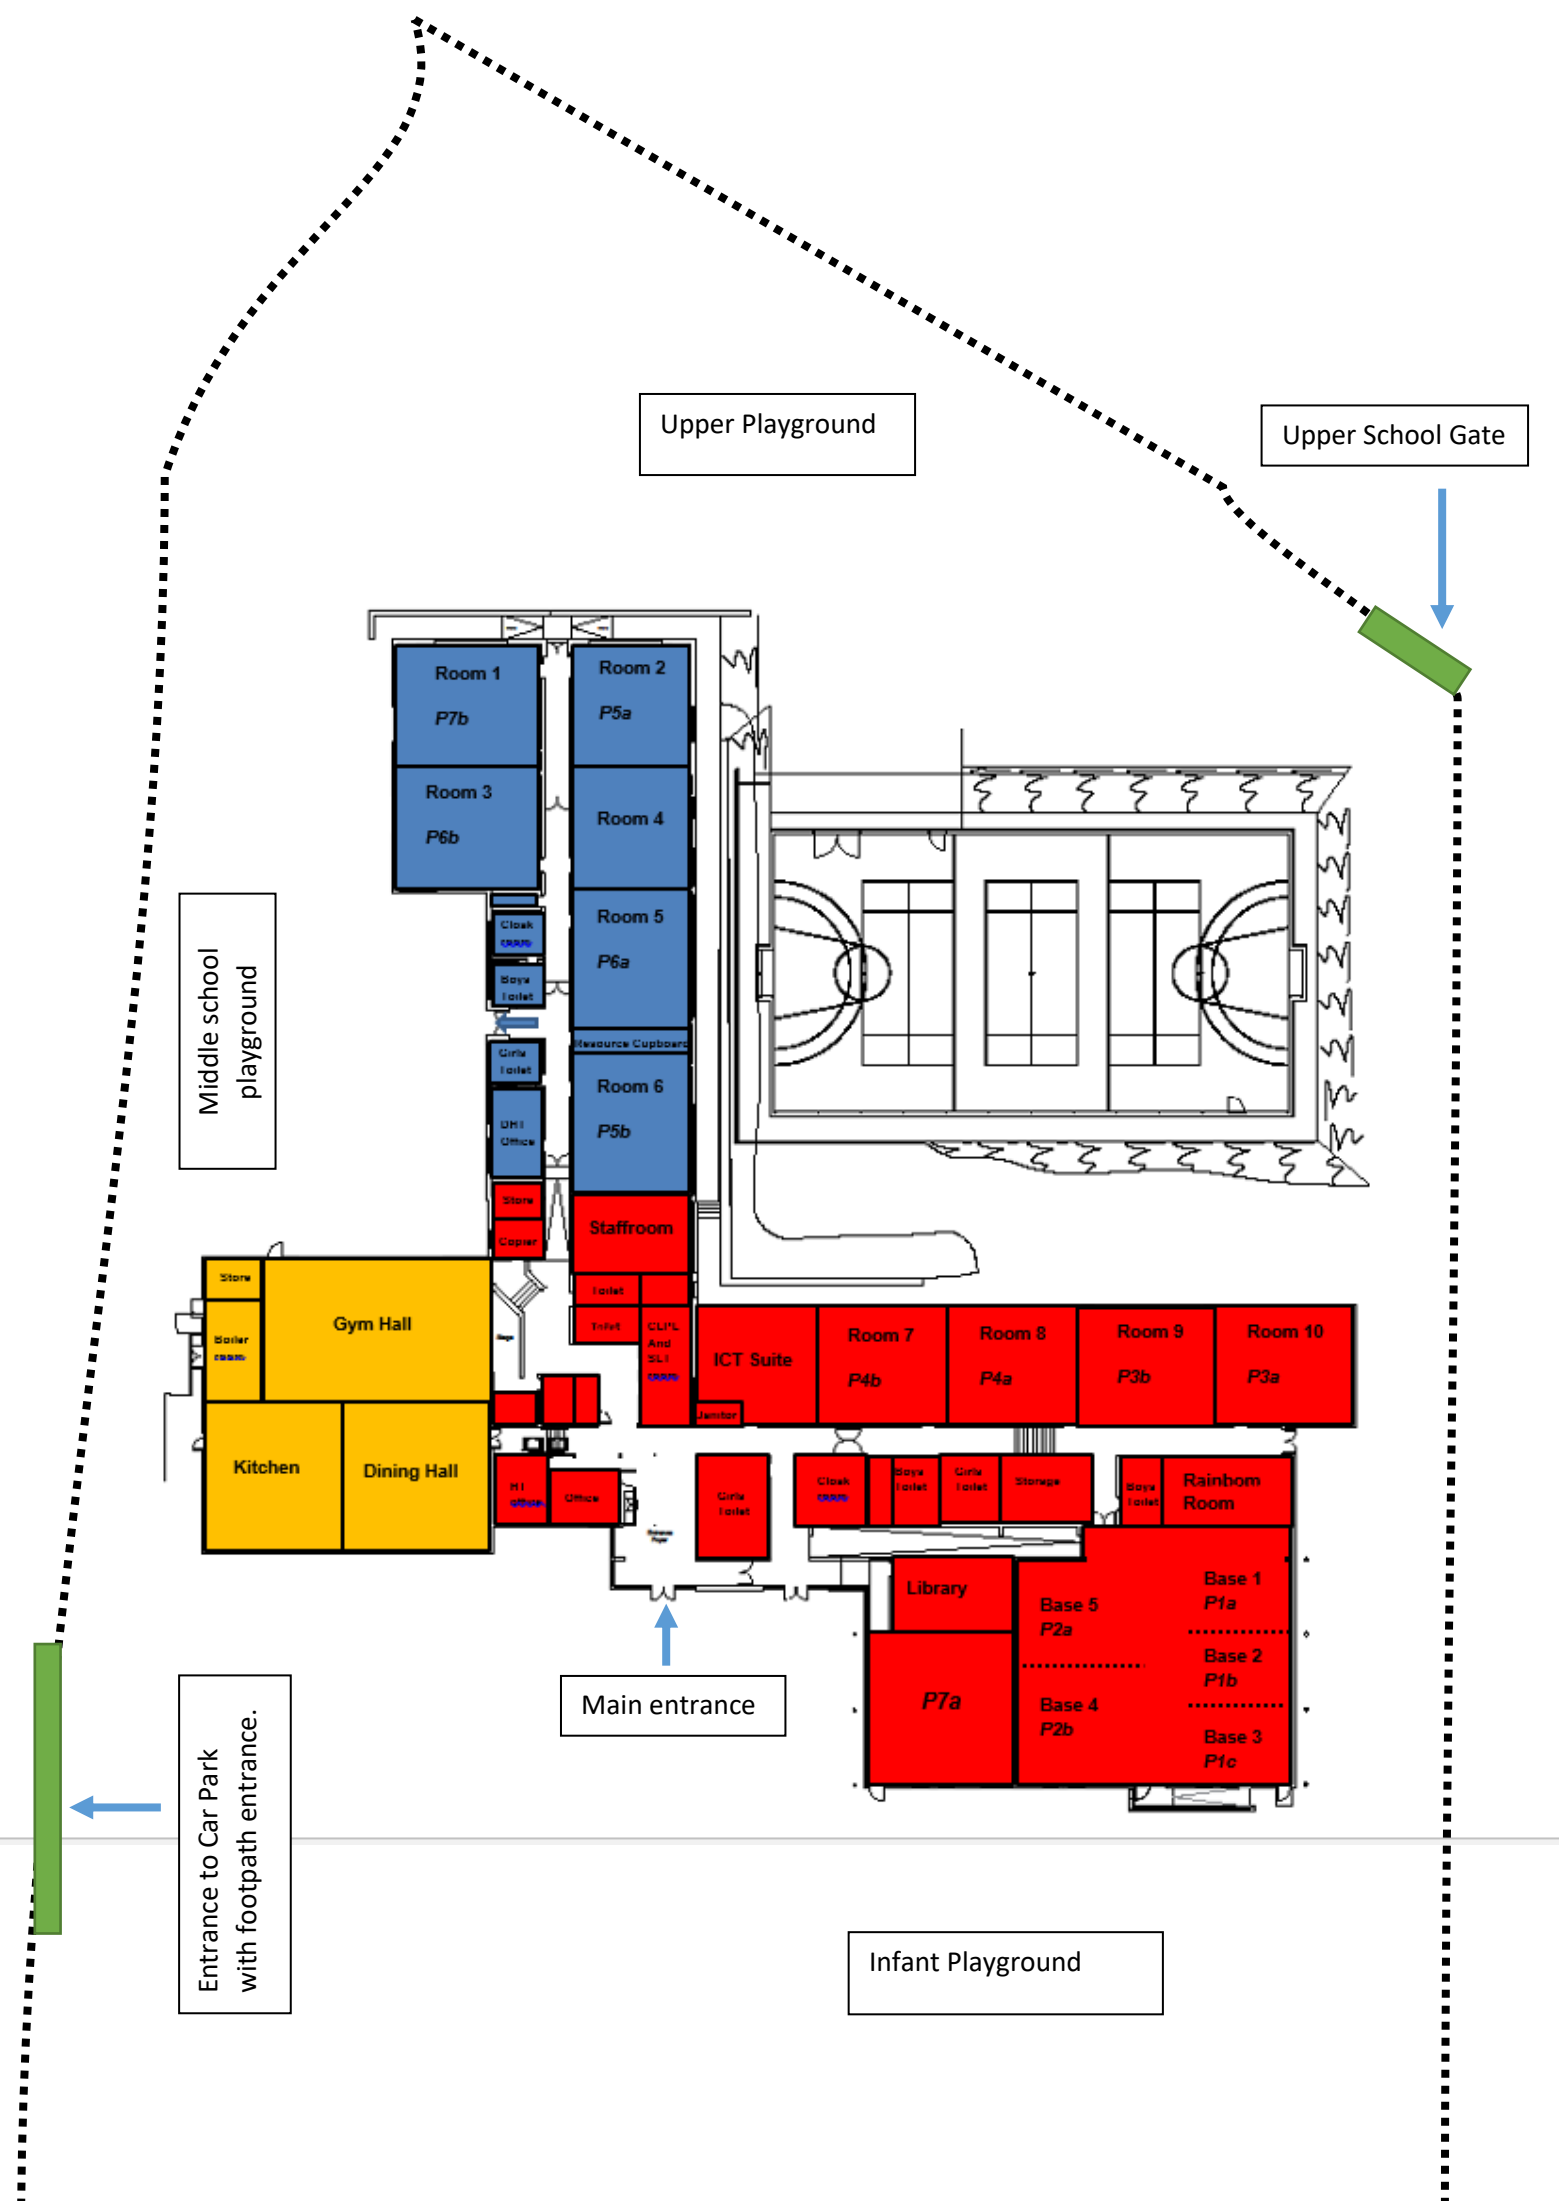 Upper Playground
Upper School Gate
Room 1
P7b
Room 2
P5a
Room 3
P6b
Room 4
Room 5
P6a
Cloak
Boys
Toilet
Resource Cupboard
Girls
Toilet
Room 6
P5b
DHT
Office
Middle school
playground
Store
Copier
Staffroom
Toilet
Toilet
CLPL
And
SLT
Store
Boiler
Gym Hall
Stage
ICT Suite
Janitor
Room 7
P4b
Room 8
P4a
Room 9
P3b
Room 10
P3a
Kitchen
Dining Hall
HT
Office
Office
Entrance
Foyer
Girls
Toilet
Cloak
Boys
Toilet
Girls
Toilet
Storage
Boys
Toilet
Rainbom
Room
Library
P7a
Base 5
P2a
Base 4
P2b
Base 1
P1a
Base 2
P1b
Base 3
P1c
Main entrance
Entrance to Car Park
with footpath entrance.
Infant Playground